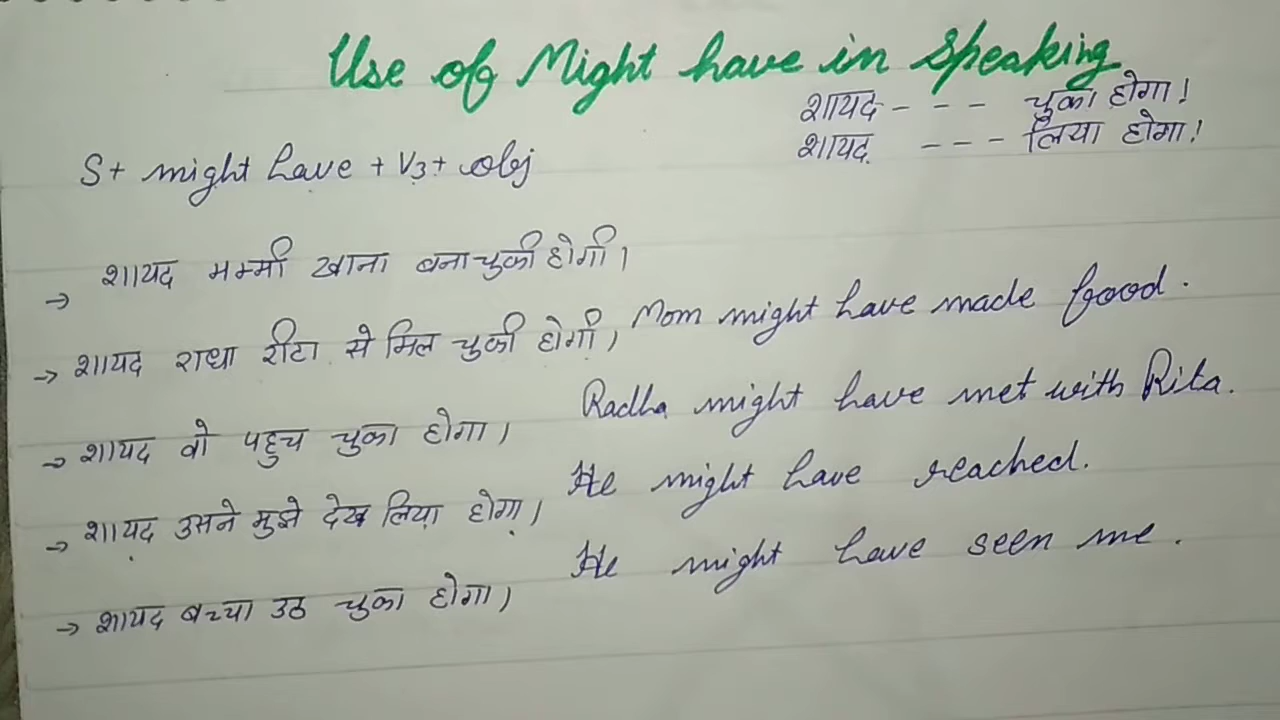 Use of Might have in Speaking
शायद - - - चुका होगा!
शायद - - - लिया होगा!
S+ might have + V3+ obj
→ शायद मम्मी खाना बना चुकी होगी।
Mom might have made food.
→ शायद राधा रीटा से मिल चुकी होगी।
Radha might have met with Rita.
→ शायद वो पहुच चुका होगा।
He might have reached.
→ शायद उसने मुझे देख लिया होगा।
He might have seen me.
→ शायद बच्चा उठ चुका होगा।